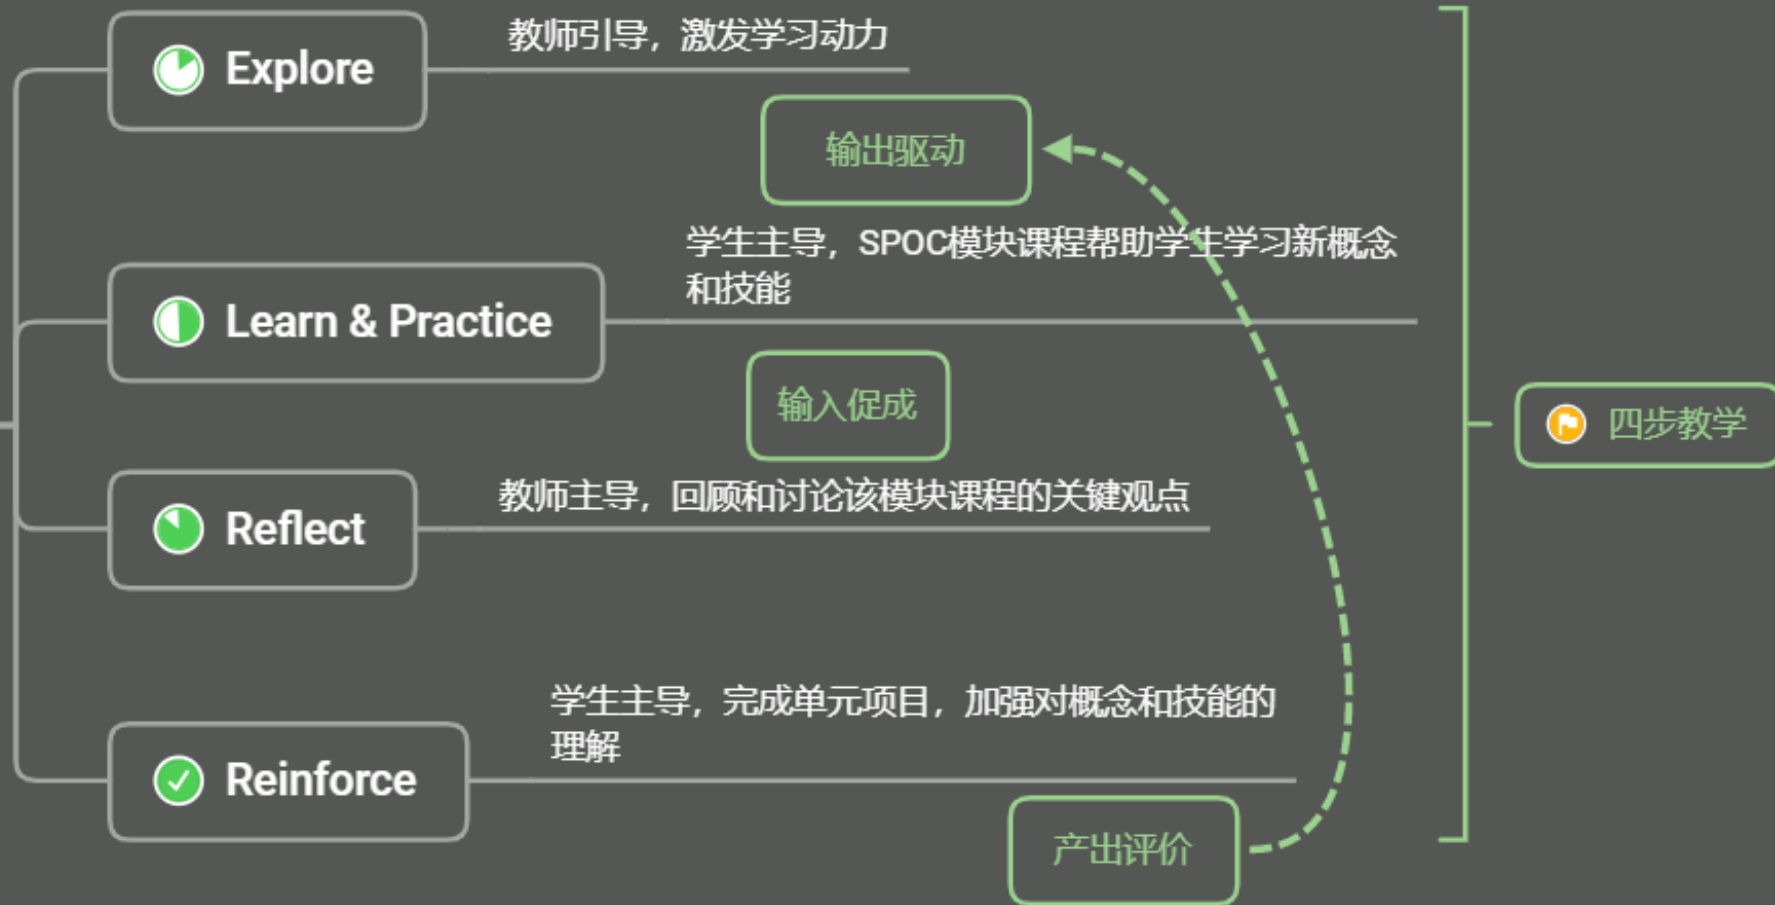 教师引导，激发学习动力
Explore
输出驱动
学生主导，SPOC模块课程帮助学生学习新概念
和技能
Learn & Practice
输入促成
四步教学
教师主导，回顾和讨论该模块课程的关键观点
Reflect
学生主导，完成单元项目，加强对概念和技能的
理解
Reinforce
产出评价